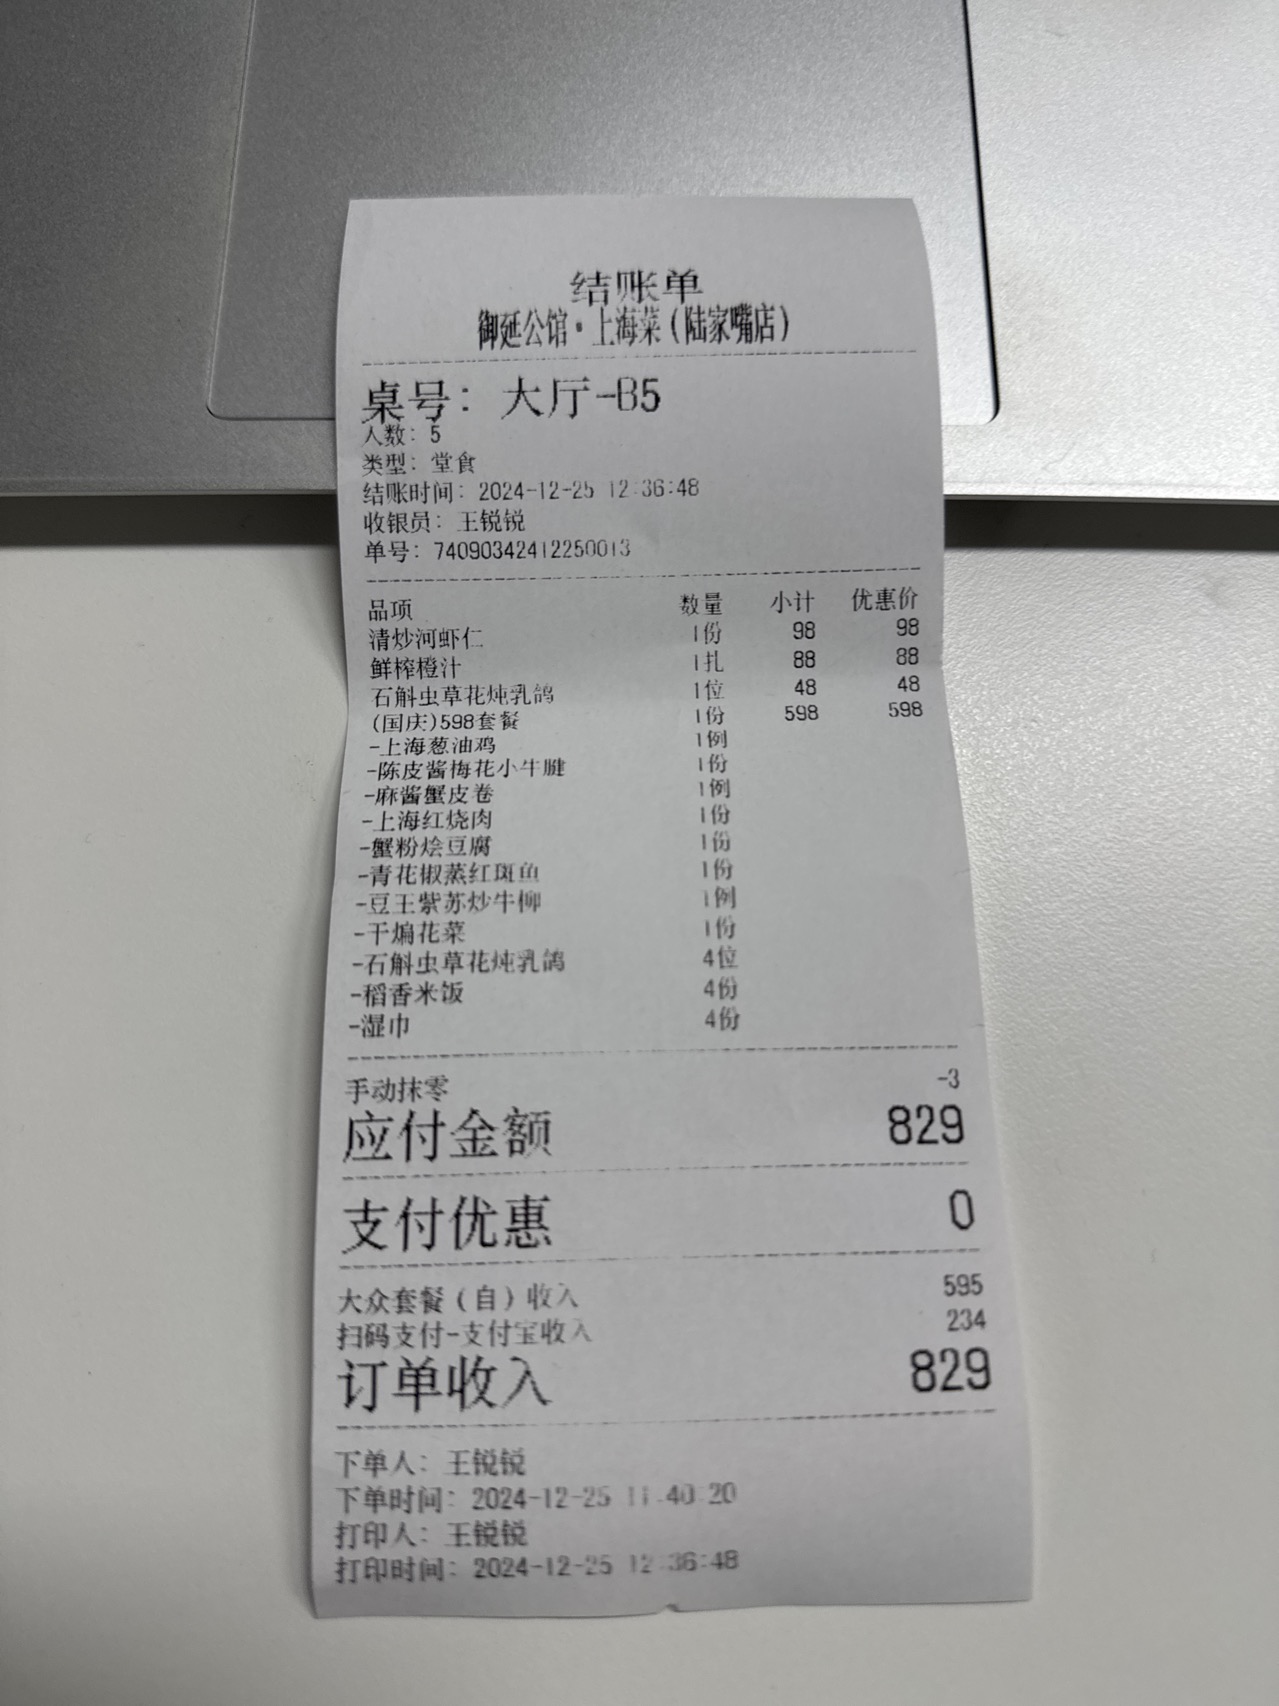 结账单
御延公馆·上海菜(陆家嘴店)
桌号: 大厅-B5
人数: 5
类型: 堂食
结账时间: 2024-12-25 12:36:48
收银员: 王锐锐
单号: 74090342412250013
品项 数量 小计 优惠价
清炒河虾仁 1份 98 98
鲜榨橙汁 1扎 88 88
石斛虫草花炖乳鸽 1位 48 48
(国庆)598套餐 1份 598 598
-上海葱油鸡 1例
-陈皮酱梅花小牛腱 1份
-麻酱蟹皮卷 1例
-上海红烧肉 1份
-蟹粉烩豆腐 1份
-青花椒蒸红斑鱼 1份
-豆王紫苏炒牛柳 1例
-干煸花菜 1份
-石斛虫草花炖乳鸽 4位
-稻香米饭 4份
-湿巾 4份
手动抹零 -3
应付金额 829
支付优惠 0
大众套餐(自)收入 595
扫码支付-支付宝收入 234
订单收入 829
下单人: 王锐锐
下单时间: 2024-12-25 11:40:20
打印人: 王锐锐
打印时间: 2024-12-25 12:36:48